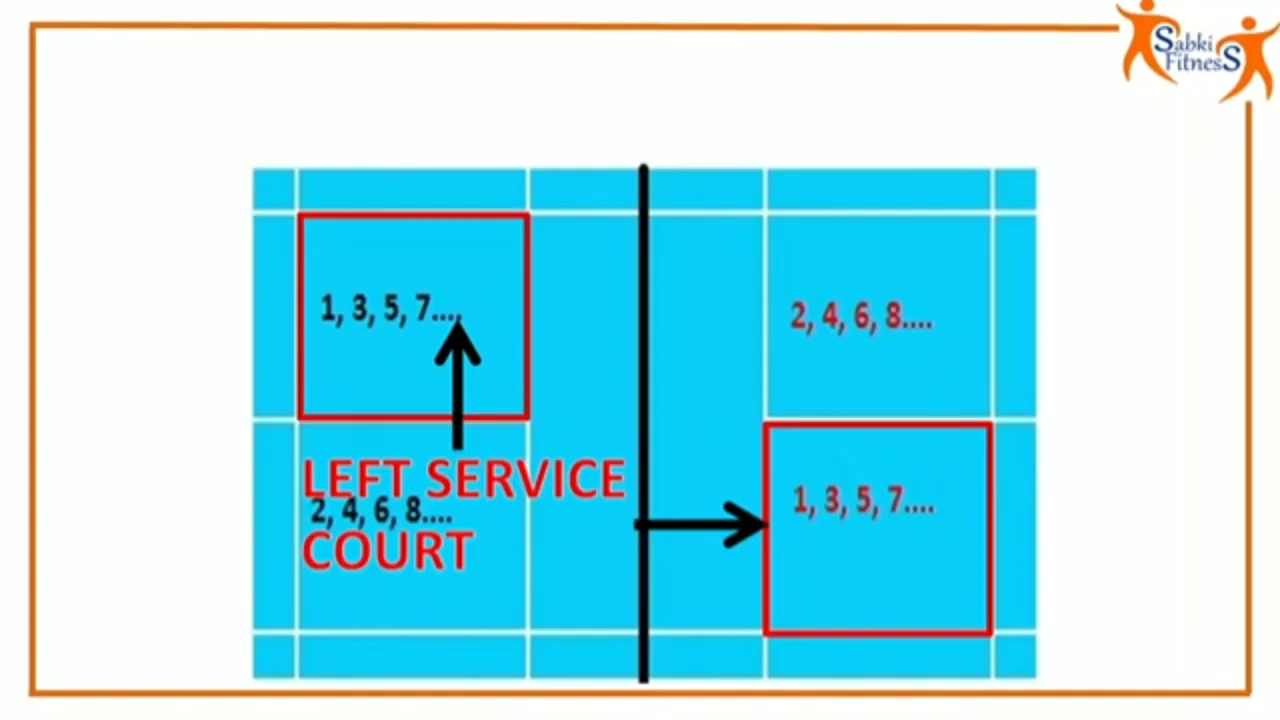 Sabki
FitnesS
1, 3, 5, 7....
2, 4, 6, 8....
LEFT SERVICE
2, 4, 6, 8....
COURT
1, 3, 5, 7....